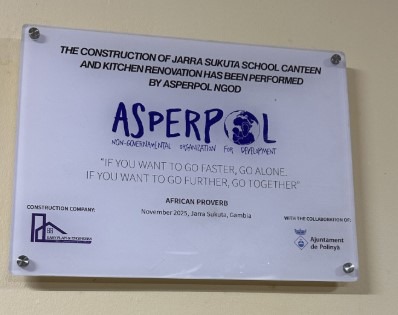 THE CONSTRUCTION OF JARRA SUKUTA SCHOOL CANTEEN
AND KITCHEN RENOVATION HAS BEEN PERFORMED
BY ASPERPOL NGOD
ASPERPOL
NON-GOVERNAMENTAL ORGANIZATION FOR DEVELOPMENT
"IF YOU WANT TO GO FASTER, GO ALONE.
IF YOU WANT TO GO FURTHER, GO TOGETHER"
AFRICAN PROVERB
November 2025, Jarra Sukuta, Gambia
CONSTRUCTION COMPANY:
WITH THE COLLABORATION OF:
Ajuntament
de Polinyà